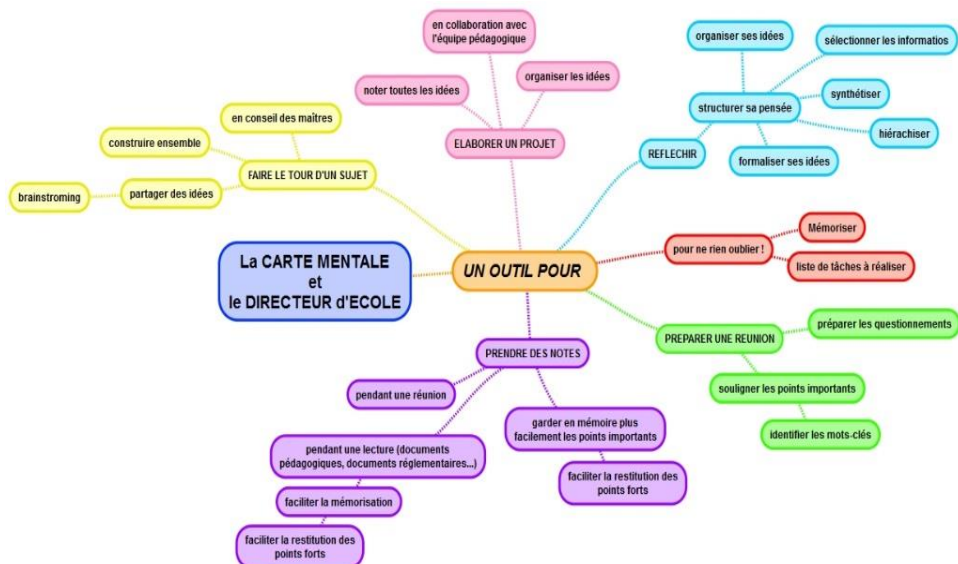 en collaboration avec
l'équipe pédagogique
noter toutes les idées
organiser les idées
ELABORER UN PROJET
organiser ses idées
sélectionner les informatios
structurer sa pensée
synthétiser
hiérachiser
formaliser ses idées
REFLECHIR
en conseil des maîtres
construire ensemble
FAIRE LE TOUR D'UN SUJET
brainstroming
partager des idées
La CARTE MENTALE
et
le DIRECTEUR d'ECOLE
UN OUTIL POUR
pour ne rien oublier !
Mémoriser
liste de tâches à réaliser
PREPARER UNE REUNION
préparer les questionnements
souligner les points importants
identifier les mots-clés
PRENDRE DES NOTES
pendant une réunion
pendant une lecture (documents
pédagogiques, documents réglementaires...)
faciliter la mémorisation
faciliter la restitution des
points forts
garder en mémoire plus
facilement les points importants
faciliter la restitution des
points forts